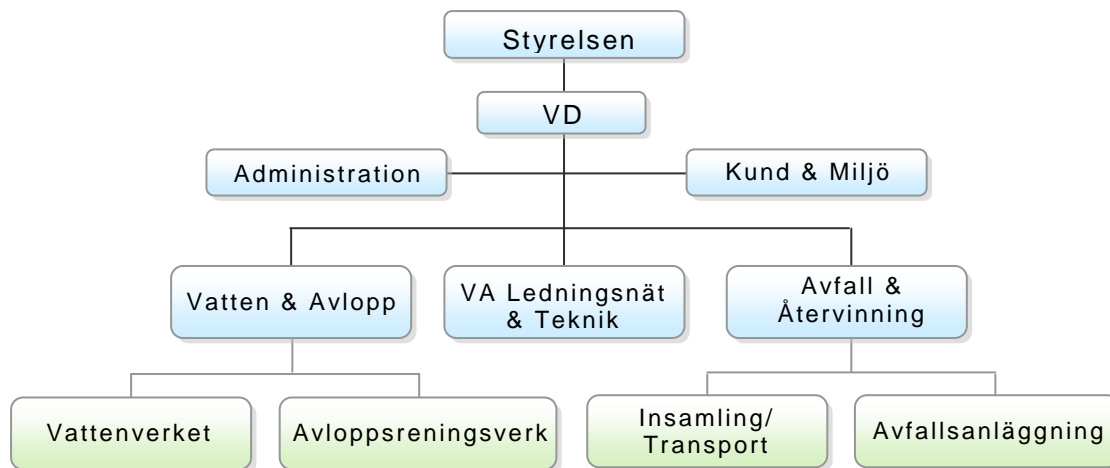 Styrelsen
VD
Administration
Kund & Miljö
Vatten & Avlopp
VA Ledningsnät
& Teknik
Avfall &
Återvinning
Vattenverket
Avloppsreningsverk
Insamling/
Transport
Avfallsanläggning